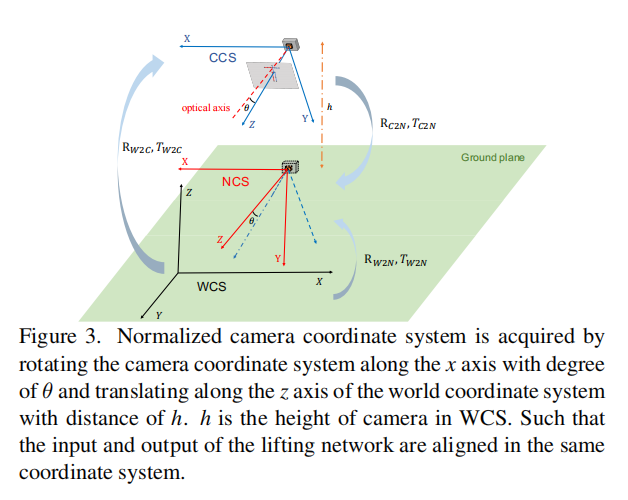 X
CCS
optical axis
θ
Z
Y
h
R_{C2N}, T_{C2N}
R_{W2C}, T_{W2C}
Ground plane
X
NCS
Z
θ
Z
Y
R_{W2N}, T_{W2N}
WCS
X
Y
Figure 3. Normalized camera coordinate system is acquired by
rotating the camera coordinate system along the x axis with degree
of θ and translating along the z axis of the world coordinate system
with distance of h. h is the height of camera in WCS. Such that
the input and output of the lifting network are aligned in the same
coordinate system.